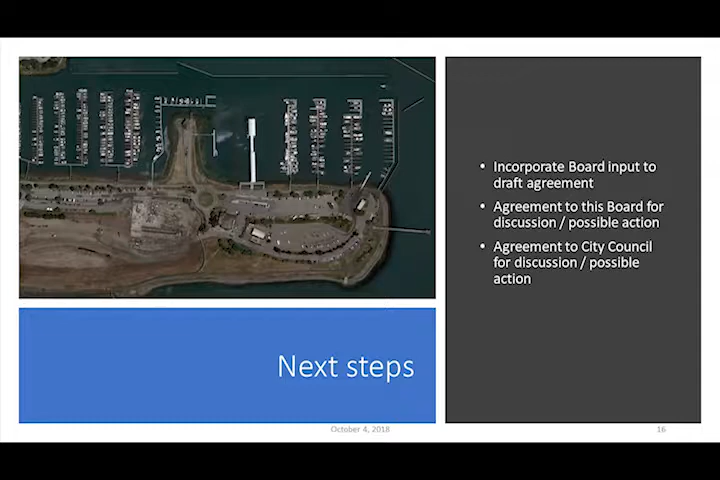 • Incorporate Board input to
draft agreement
• Agreement to this Board for
discussion / possible action
• Agreement to City Council
for discussion / possible
action
Next steps
October 4, 2018
16